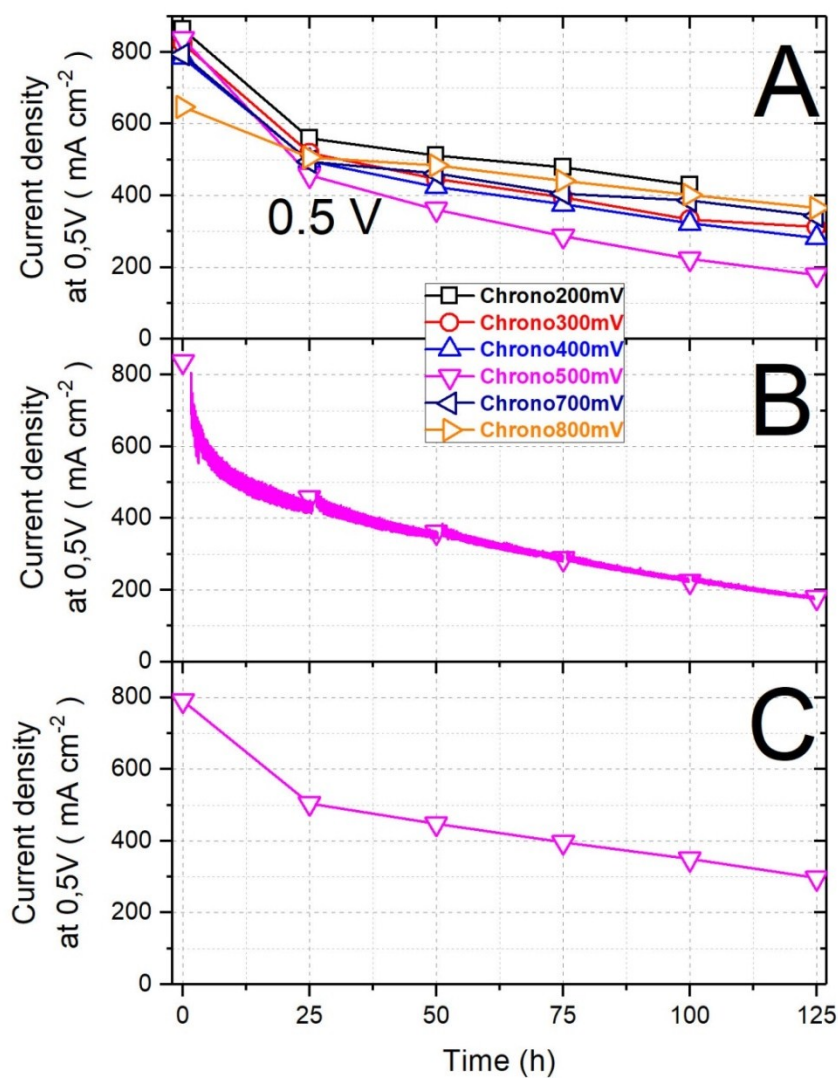 A
800
600
400
200
0
Current density
at 0,5V ( mA cm⁻²)
0.5 V
Chrono200mV
Chrono300mV
Chrono400mV
Chrono500mV
Chrono700mV
Chrono800mV
B
800
600
400
200
0
Current density
at 0,5V ( mA cm⁻²)
C
800
600
400
200
0
Current density
at 0,5V ( mA cm⁻²)
0 25 50 75 100 125
Time (h)